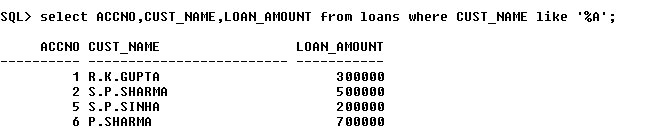 SQL> select ACCNO,CUST_NAME,LOAN_AMOUNT from loans where CUST_NAME like '%A';
ACCNO CUST_NAME LOAN_AMOUNT
---------- ------------------------- -----------
1 R.K.GUPTA 300000
2 S.P.SHARMA 500000
5 S.P.SINHA 200000
6 P.SHARMA 700000